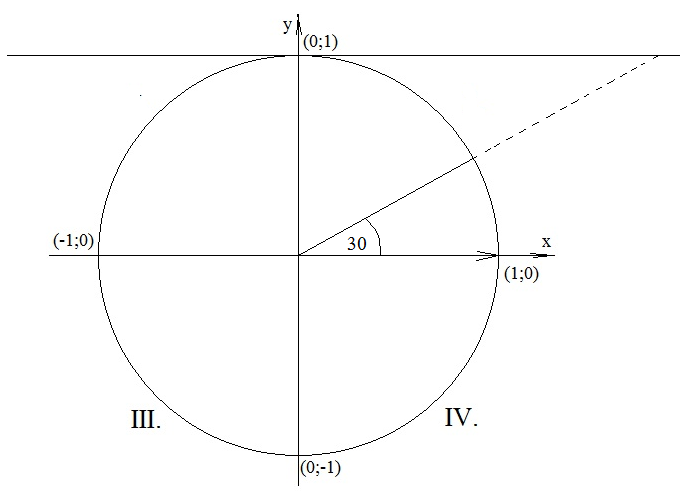 y
(0;1)
(-1;0)
30
x
(1;0)
III.
IV.
(0;-1)